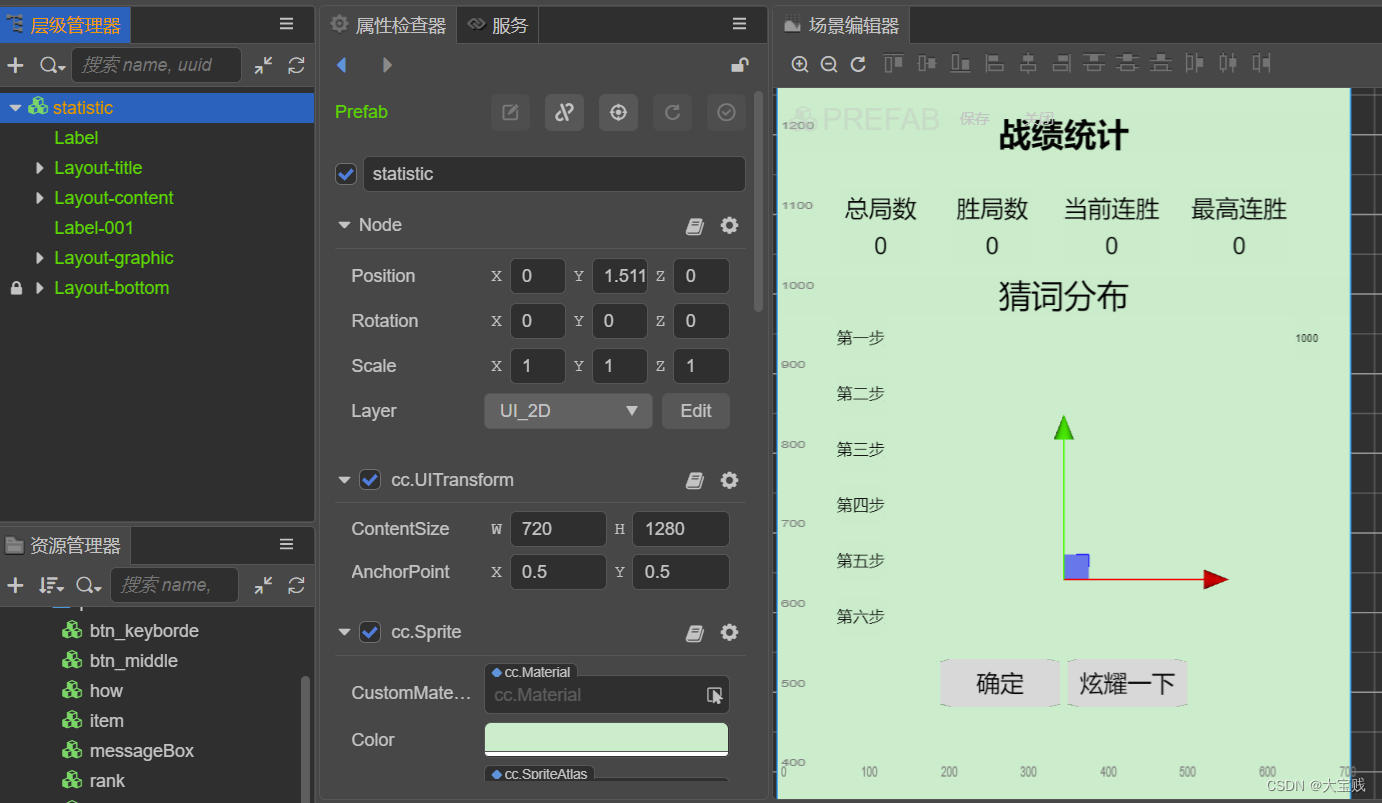 层级管理器
搜索 name, uuid
statistic
Label
Layout-title
Layout-content
Label-001
Layout-graphic
Layout-bottom
资源管理器
搜索 name,
btn_keyborde
btn_middle
how
item
messageBox
rank
属性检查器
服务
Prefab
statistic
Node
Position X 0 Y 1.511 Z 0
Rotation X 0 Y 0 Z 0
Scale X 1 Y 1 Z 1
Layer UI_2D Edit
cc.UITransform
ContentSize W 720 H 1280
AnchorPoint X 0.5 Y 0.5
cc.Sprite
cc.Material
CustomMate... cc.Material
Color
cc.SpriteAtlas
场景编辑器
PREFAB 保存 关闭
1200
战绩统计
1100
总局数 胜局数 当前连胜 最高连胜
0 0 0 0
1000
猜词分布
第一步 1000
900
第二步
800
第三步
第四步
700
第五步
600
第六步
500
确定 炫耀一下
400
0 100 200 300 400 500 600 700
CSDN @大宝贱